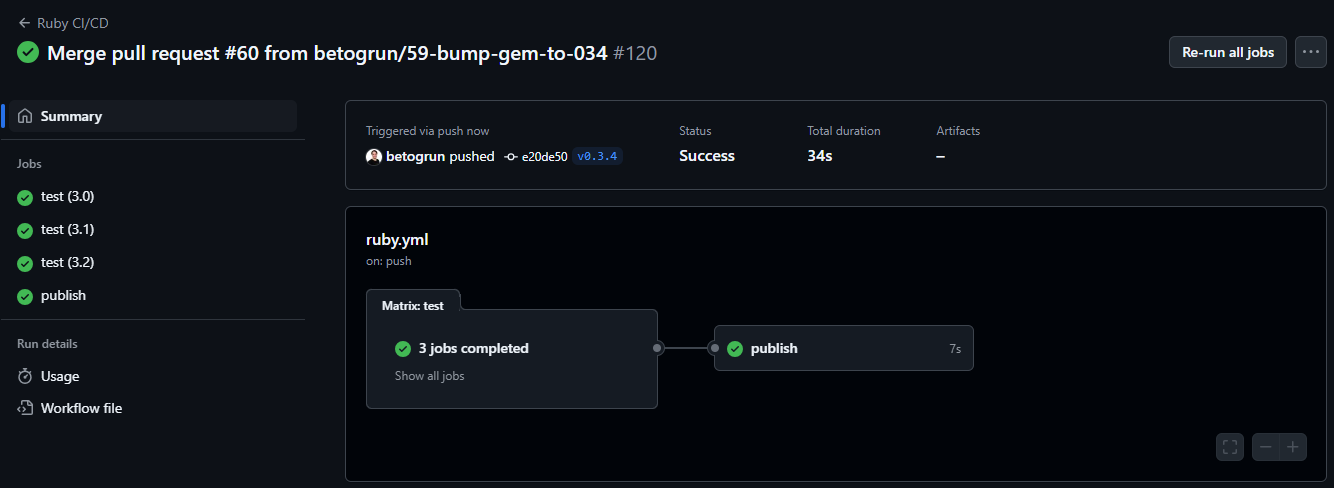 ← Ruby CI/CD
Merge pull request #60 from betogrun/59-bump-gem-to-034 #120
Re-run all jobs
Summary
Jobs
test (3.0)
test (3.1)
test (3.2)
publish
Run details
Usage
Workflow file
Triggered via push now
betogrun pushed e20de50 v0.3.4
Status
Success
Total duration
34s
Artifacts
–
ruby.yml
on: push
Matrix: test
3 jobs completed
Show all jobs
publish 7s